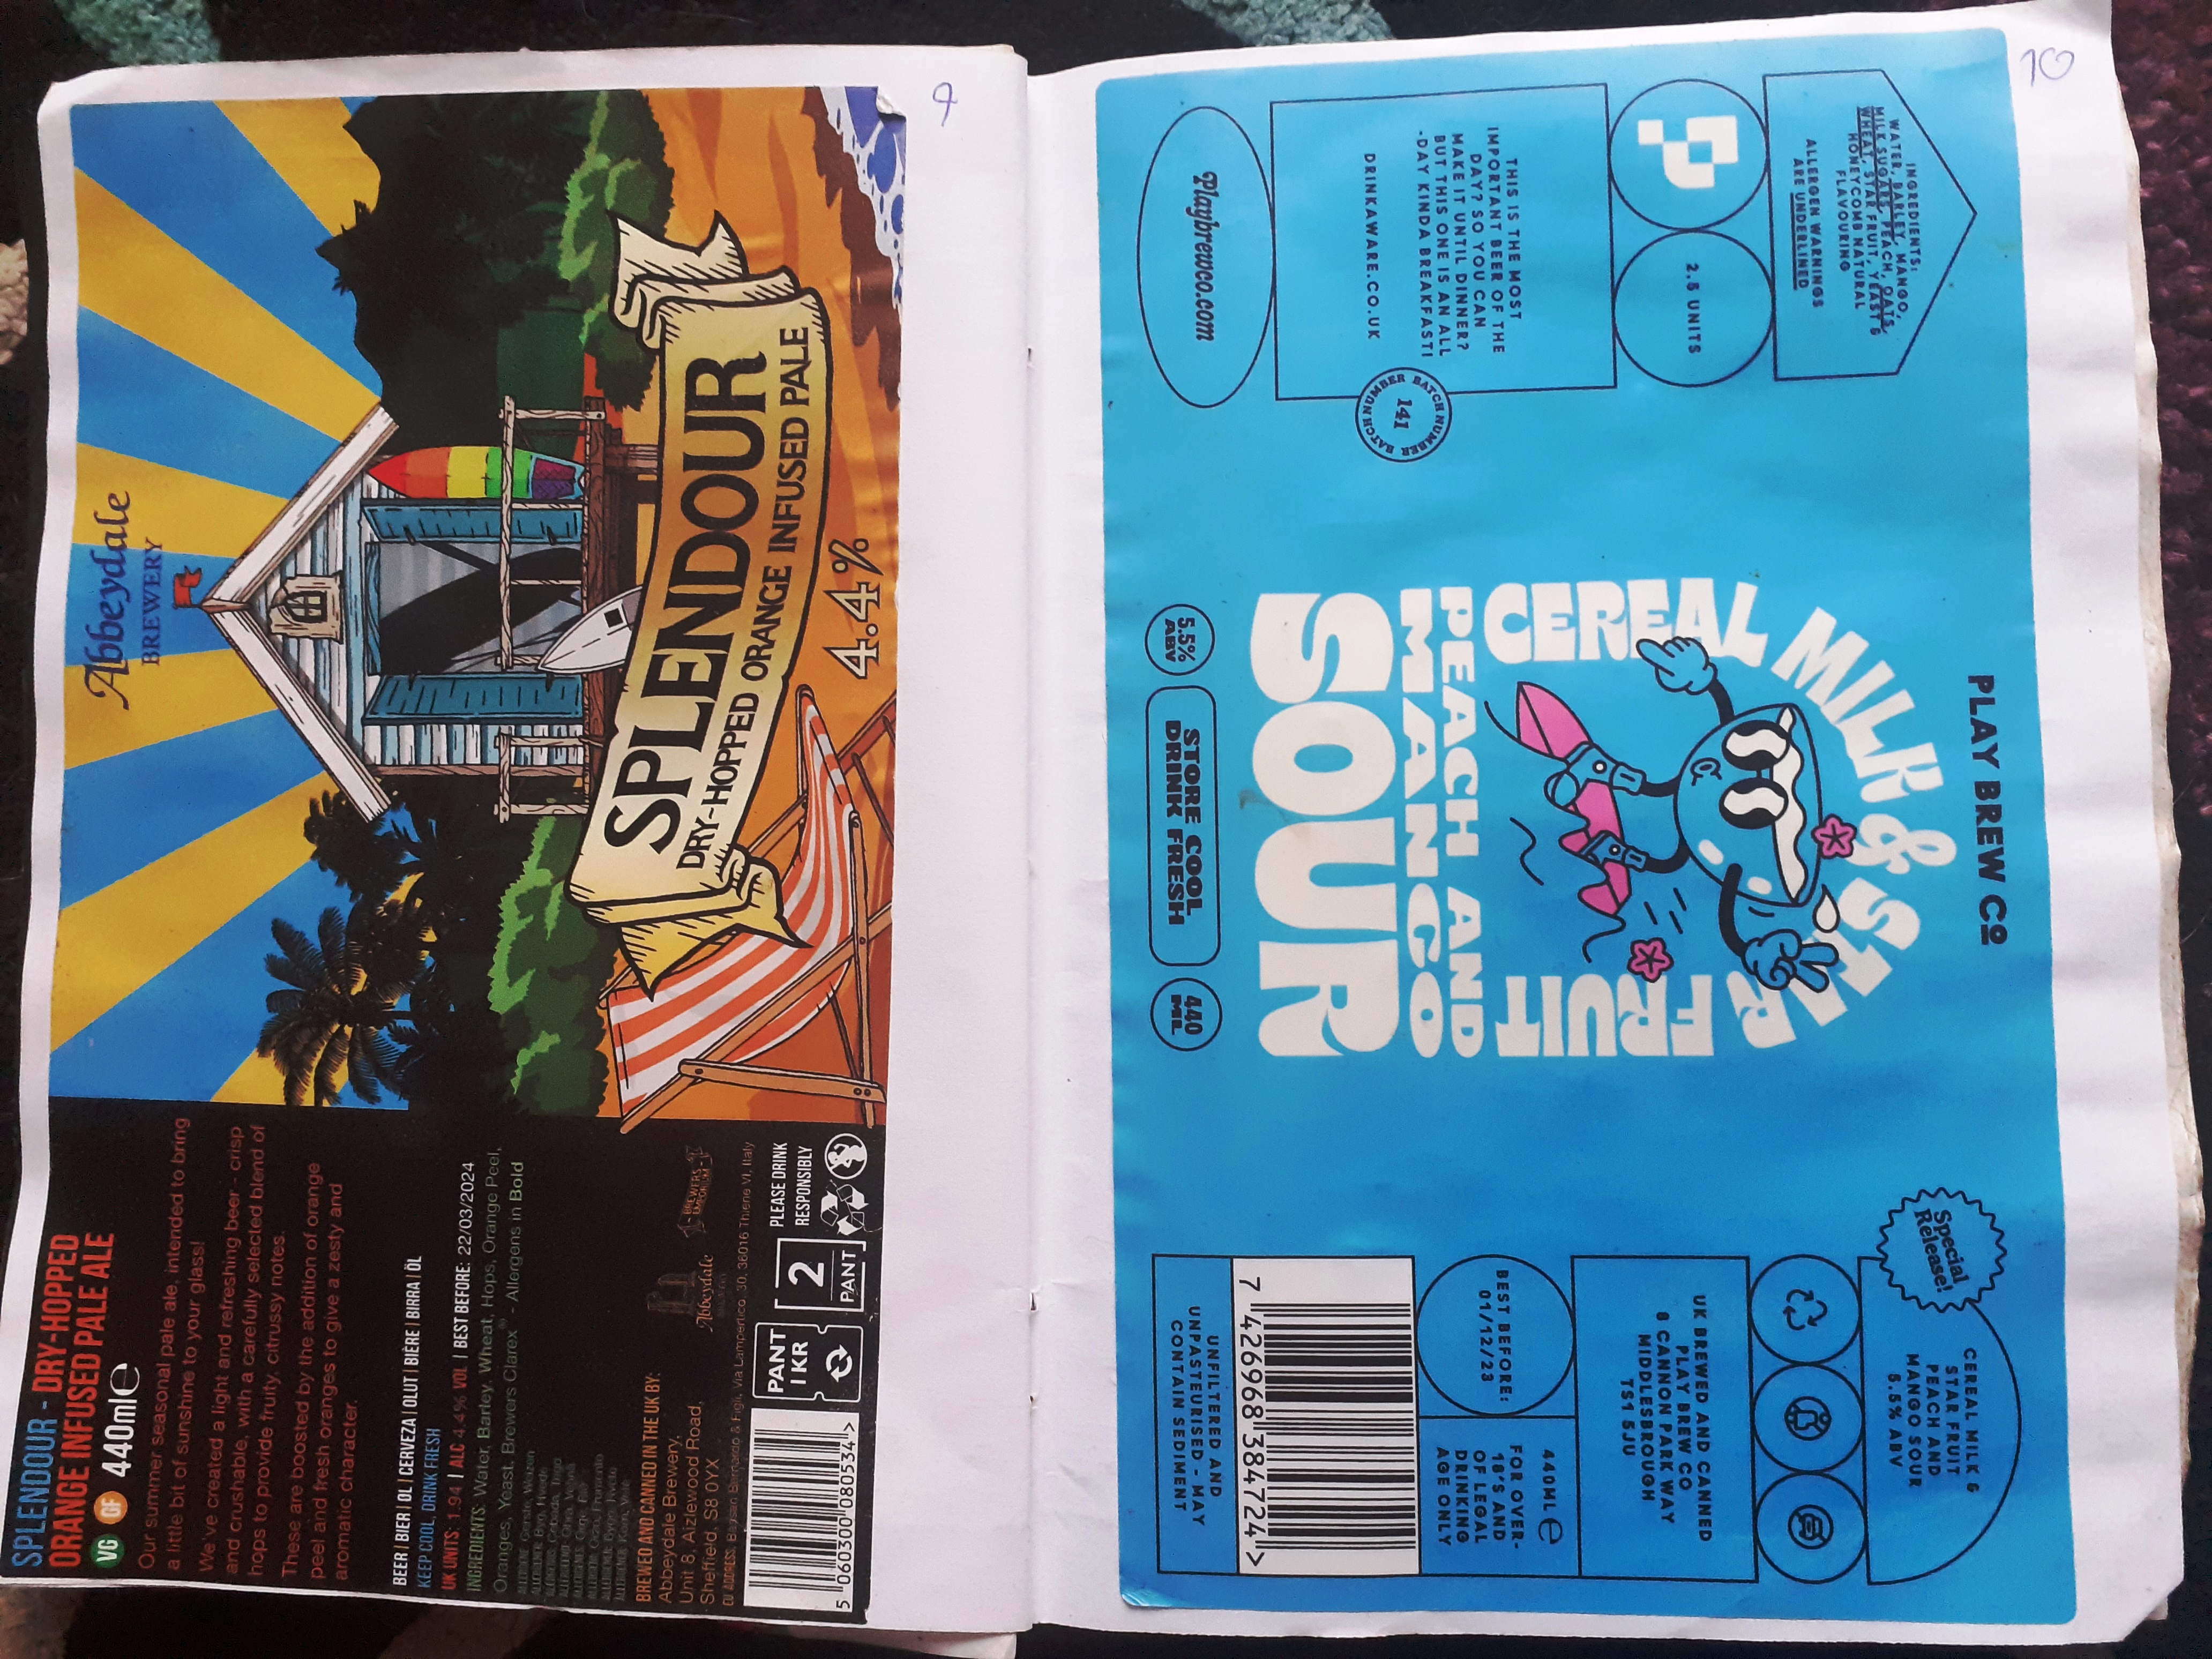 9
Abbeydale
BREWERY
SPLENDOUR
DRY-HOPPED ORANGE INFUSED PALE
4.4%
SPLENDOUR - DRY-HOPPED
ORANGE INFUSED PALE ALE
VG GF 440ml e
Our summer seasonal pale ale, intended to bring
a little bit of sunshine to your glass!
We've created a light and refreshing beer - crisp
and crushable, with a carefully selected blend of
hops to provide fruity, citrussy notes.
These are boosted by the addition of orange
peel and fresh oranges to give a zesty and
aromatic character.
BEER | BIER | ØL | CERVEZA | OLUT | BIÈRE | BIRRA | ÖL
KEEP COOL, DRINK FRESH
UK UNITS: 1.94 | ALC 4.4% VOL | BEST BEFORE: 22/03/2024
INGREDIENTS: Water, Barley, Wheat, Hops, Orange Peel,
Oranges, Yeast, Brewers Clarex® - Allergens in Bold
BREWED AND CANNED IN THE UK BY:
Abbeydale Brewery,
Unit 8, Aizlewood Road,
Sheffield, S8 0YX
Abbeydale
EU ADDRESS: 30, 36016 Thiene VI, Italy
PLEASE DRINK
RESPONSIBLY
2
PANT
PANT
1 KR
5 060300 080534 >
10
INGREDIENTS:
WATER, BARLEY, MANGO,
MILK SUGARS, PEACH, OATS,
WHEAT, STAR FRUIT, YEAST &
HONEYCOMB NATURAL
FLAVOURING
ALLERGEN WARNINGS
ARE UNDERLINED
2.5 UNITS
THIS IS THE MOST
IMPORTANT BEER OF THE
DAY? SO YOU CAN
MAKE IT UNTIL DINNER?
BUT THIS ONE IS AN ALL
-DAY KINDA BREAKFAST!
DRINKAWARE.CO.UK
BATCH NUMBER BATCH NUMBER
141
Playbrewco.com
PLAY BREW CO
CEREAL MILK & STAR FRUIT
PEACH AND
MANGO
SOUR
5.5%
ABV
STORE COOL
DRINK FRESH
440
ML
Special
Release!
CEREAL MILK &
STAR FRUIT
PEACH AND
MANGO SOUR
5.5% ABV
UK BREWED AND CANNED
PLAY BREW CO
8 CANNON PARK WAY
MIDDLESBROUGH
TS1 5JU
BEST BEFORE:
01/12/23
440ML e
FOR OVER-
18'S AND
OF LEGAL
DRINKING
AGE ONLY
7 426968 384724 >
UNFILTERED AND
UNPASTEURISED - MAY
CONTAIN SEDIMENT